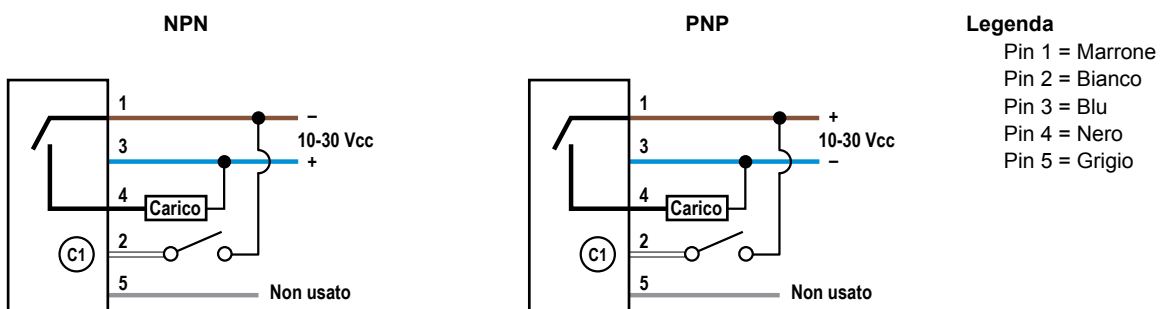 NPN
1
–
10-30 Vcc
3
+
4
Carico
C1
2
5
Non usato
PNP
1
+
10-30 Vcc
3
–
4
Carico
C1
2
5
Non usato
Legenda
Pin 1 = Marrone
Pin 2 = Bianco
Pin 3 = Blu
Pin 4 = Nero
Pin 5 = Grigio